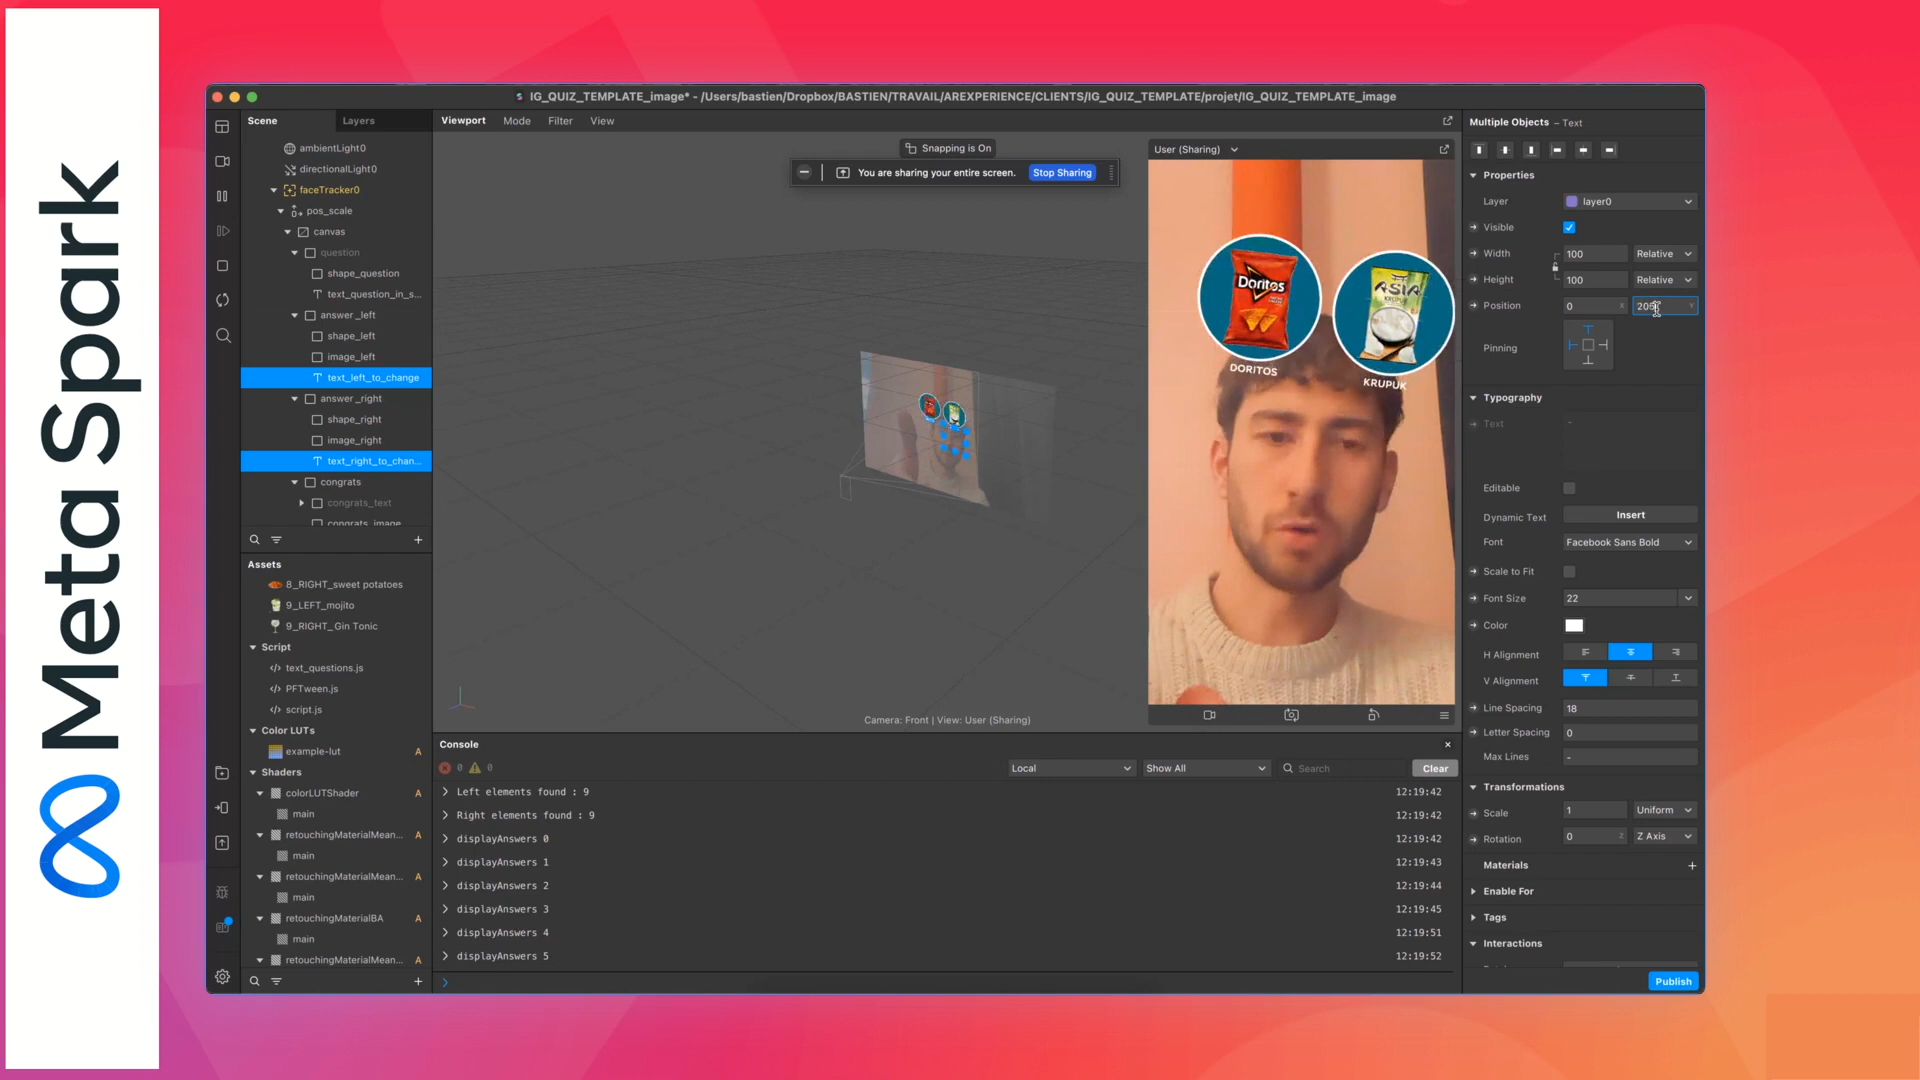 Meta Spark
IG_QUIZ_TEMPLATE_image* - /Users/bastien/Dropbox/BASTIEN/TRAVAIL/AREXPERIENCE/CLIENTS/IG_QUIZ_TEMPLATE/projet/IG_QUIZ_TEMPLATE_image
Scene
Layers
ambientLight0
directionalLight0
faceTracker0
pos_scale
canvas
question
shape_question
text_question_in_s...
answer_left
shape_left
image_left
text_left_to_change
answer_right
shape_right
image_right
text_right_to_chan...
congrats
congrats_text
congrats_image
Assets
8_RIGHT_sweet potatoes
9_LEFT_mojito
9_RIGHT_Gin Tonic
Script
text_questions.js
PFTween.js
script.js
Color LUTs
example-lut A
Shaders
colorLUTShader A
main
retouchingMaterialMean... A
main
retouchingMaterialMean... A
main
retouchingMaterialBA A
main
retouchingMaterialMean... A
Viewport Mode Filter View
Snapping is On
You are sharing your entire screen. Stop Sharing
User (Sharing)
Doritos
ASIA
KRUPUK
DORITOS
KRUPUK
Camera: Front | View: User (Sharing)
Console
0 0
Local
Show All
Search
Clear
Left elements found : 9 12:19:42
Right elements found : 9 12:19:42
displayAnswers 0 12:19:42
displayAnswers 1 12:19:43
displayAnswers 2 12:19:44
displayAnswers 3 12:19:45
displayAnswers 4 12:19:51
displayAnswers 5 12:19:52
Multiple Objects – Text
Properties
Layer layer0
Visible
Width 100 Relative
Height 100 Relative
Position 0 X 205 Y
Pinning
Typography
Text -
Editable
Dynamic Text Insert
Font Facebook Sans Bold
Scale to Fit
Font Size 22
Color
H Alignment
V Alignment
Line Spacing 18
Letter Spacing 0
Max Lines -
Transformations
Scale 1 Uniform
Rotation 0 Z Z Axis
Materials
Enable For
Tags
Interactions
Publish